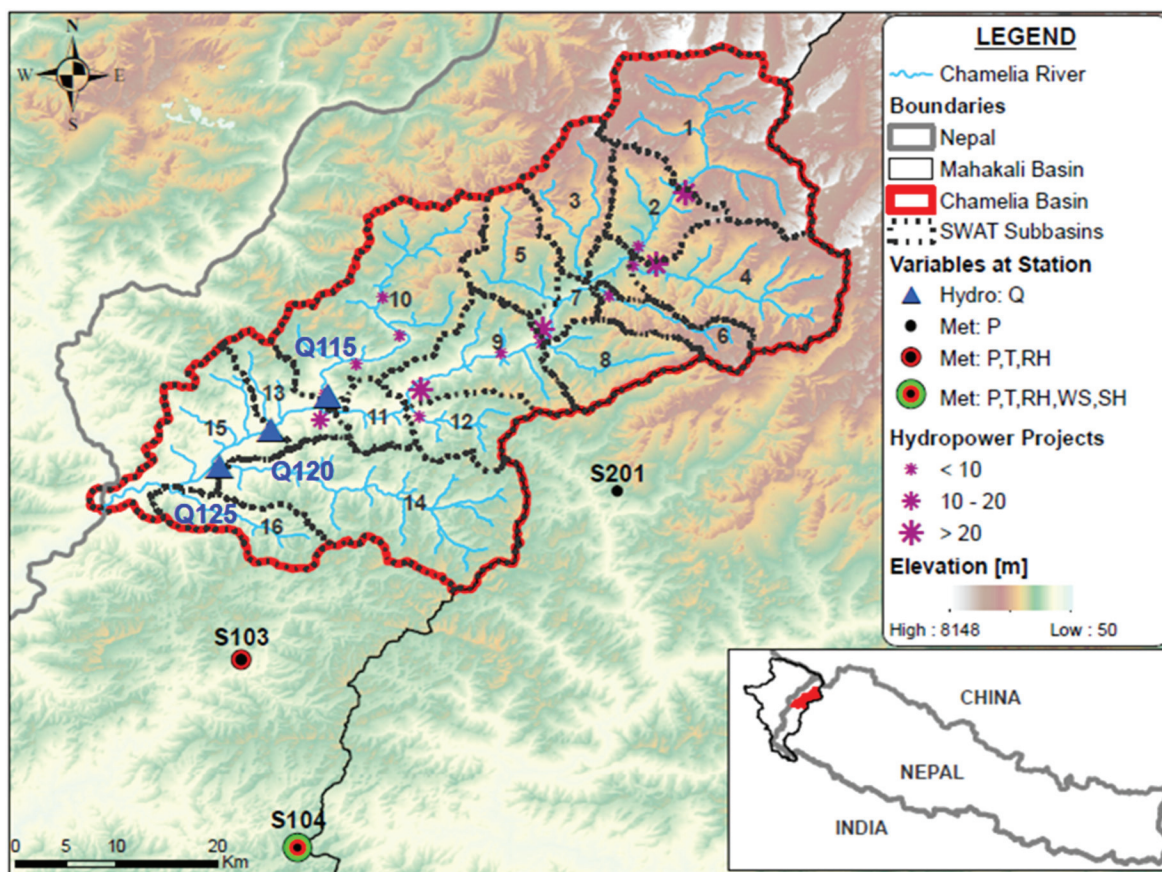 N
W
E
S
1
2
3
4
5
6
7
8
9
10
11
12
13
14
15
16
Q115
Q120
Q125
S201
S103
S104
0 5 10 20
Km
LEGEND
Chamelia River
Boundaries
Nepal
Mahakali Basin
Chamelia Basin
SWAT Subbasins
Variables at Station
Hydro: Q
Met: P
Met: P,T,RH
Met: P,T,RH,WS,SH
Hydropower Projects
< 10
10 - 20
> 20
Elevation [m]
High : 8148 Low : 50
CHINA
NEPAL
INDIA